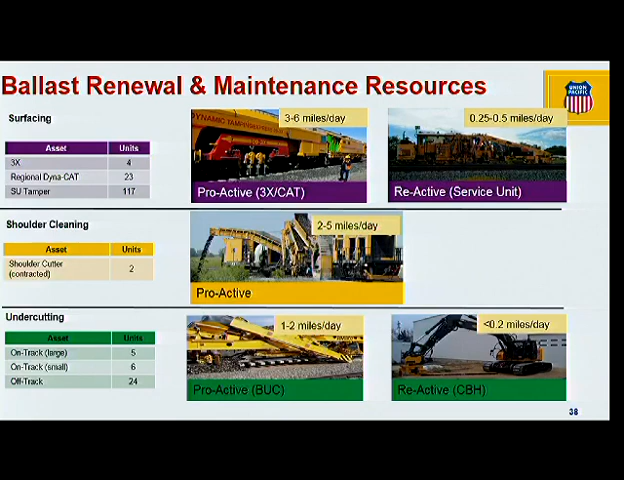 Ballast Renewal & Maintenance Resources
UNION
PACIFIC
Surfacing
Asset Units
3X 4
Regional Dyna-CAT 23
SU Tamper 117
3-6 miles/day
Pro-Active (3X/CAT)
0.25-0.5 miles/day
Re-Active (Service Unit)
Shoulder Cleaning
Asset Units
Shoulder Cutter
(contracted) 2
2-5 miles/day
Pro-Active
Undercutting
Asset Units
On-Track (large) 5
On-Track (small) 6
Off-Track 24
1-2 miles/day
Pro-Active (BUC)
<0.2 miles/day
Re-Active (CBH)
38